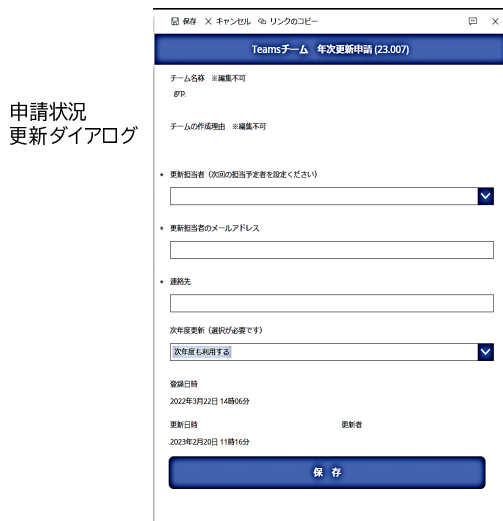 申請状況
更新ダイアログ
保存 キャンセル リンクのコピー
Teamsチーム 年次更新申請 (23.007)
チーム名称 ※編集不可
grp.
チームの作成理由 ※編集不可
* 更新担当者（次回の担当予定者を設定ください）
* 更新担当者のメールアドレス
* 連絡先
次年度更新（選択が必要です）
次年度も利用する
登録日時
2022年3月22日 14時06分
更新日時 更新者
2023年2月20日 11時16分
保 存